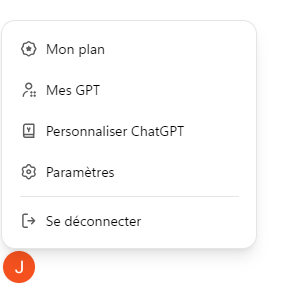 Mon plan
Mes GPT
Personnaliser ChatGPT
Paramètres
Se déconnecter
J